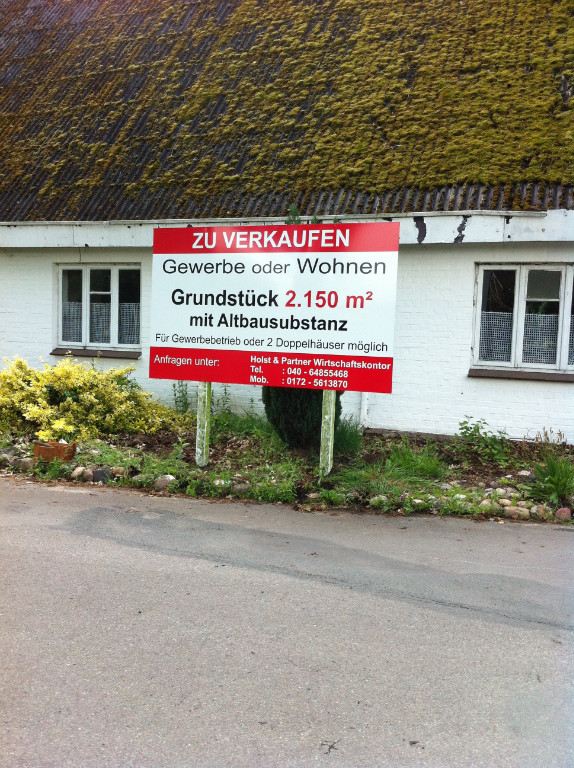 ZU VERKAUFEN
Gewerbe oder Wohnen
Grundstück 2.150 m²
mit Altbausubstanz
Für Gewerbebetrieb oder 2 Doppelhäuser möglich
Anfragen unter: Holst & Partner Wirtschaftskontor
Tel. : 040 - 64855468
Mob. : 0172 - 5613870